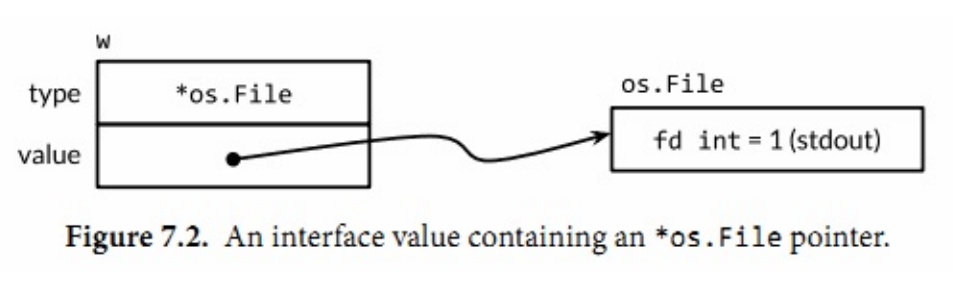 w
type *os.File
os.File
value
fd int = 1 (stdout)
Figure 7.2. An interface value containing an *os.File pointer.